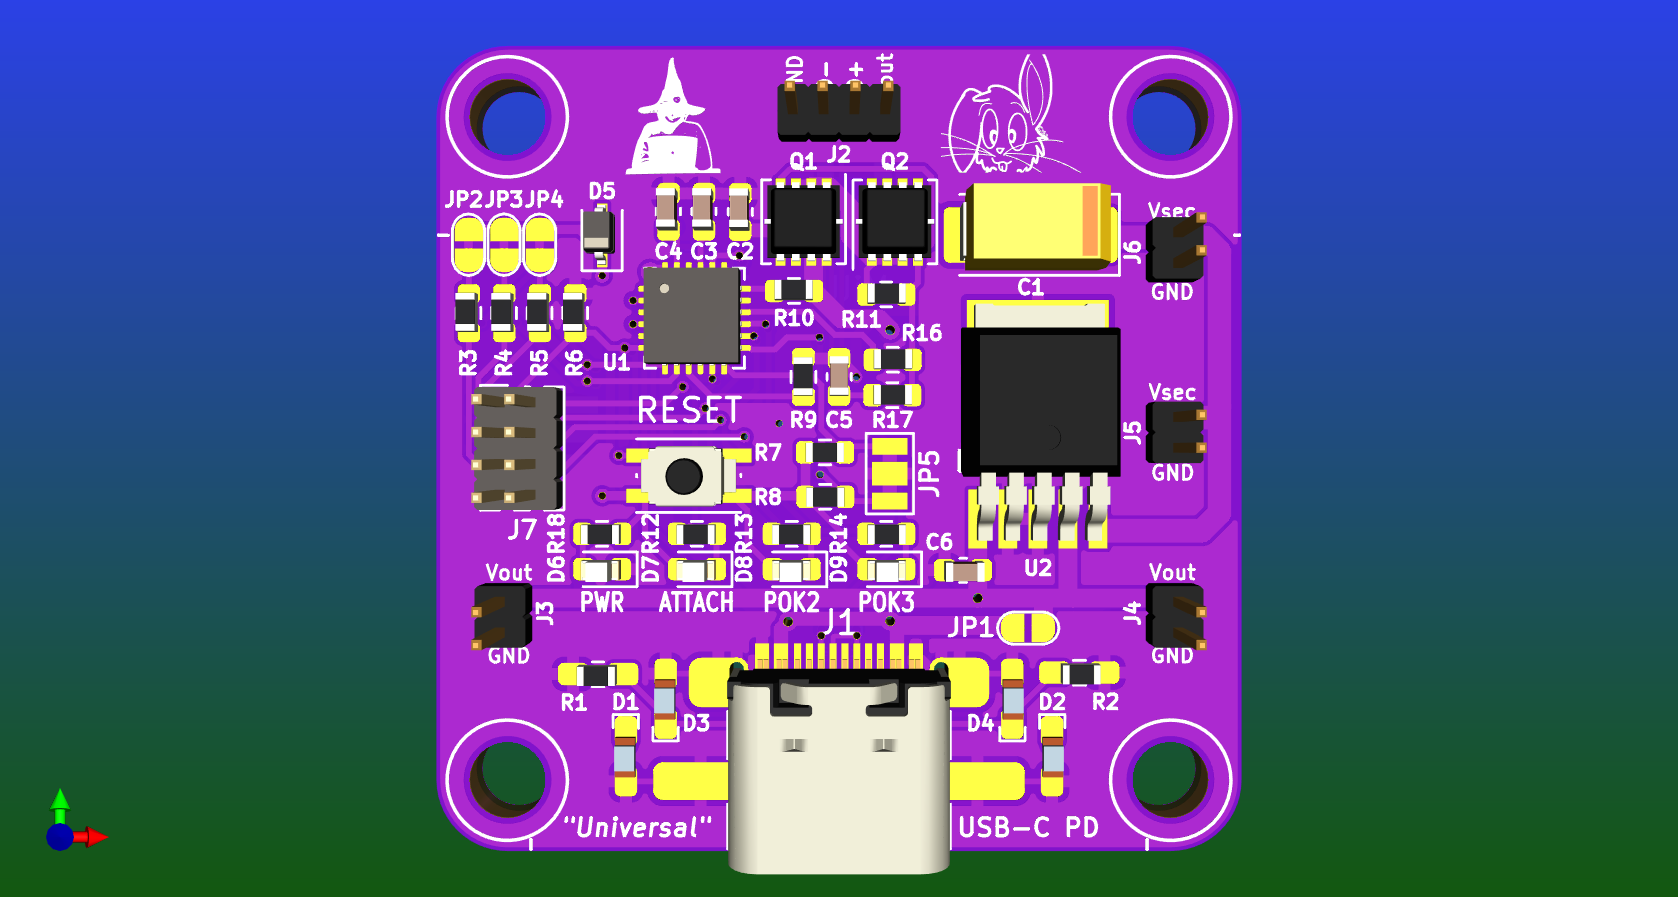 ND - + out
J2
Q1 Q2
JP2 JP3 JP4 D5
C4 C3 C2
Vsec
J6
GND
C1
R10 R11
R16
R3 R4 R5 R6
U1
RESET
R9 C5 R17
Vsec
J5
GND
R7
R8
JP5
J7
D6 R18 D7 R12 D8 R13 D9 R14
C6
U2
PWR ATTACH POK2 POK3
Vout
J3
GND
J1
JP1
Vout
J4
GND
R1 D1 D3
D4 D2 R2
"Universal" USB-C PD